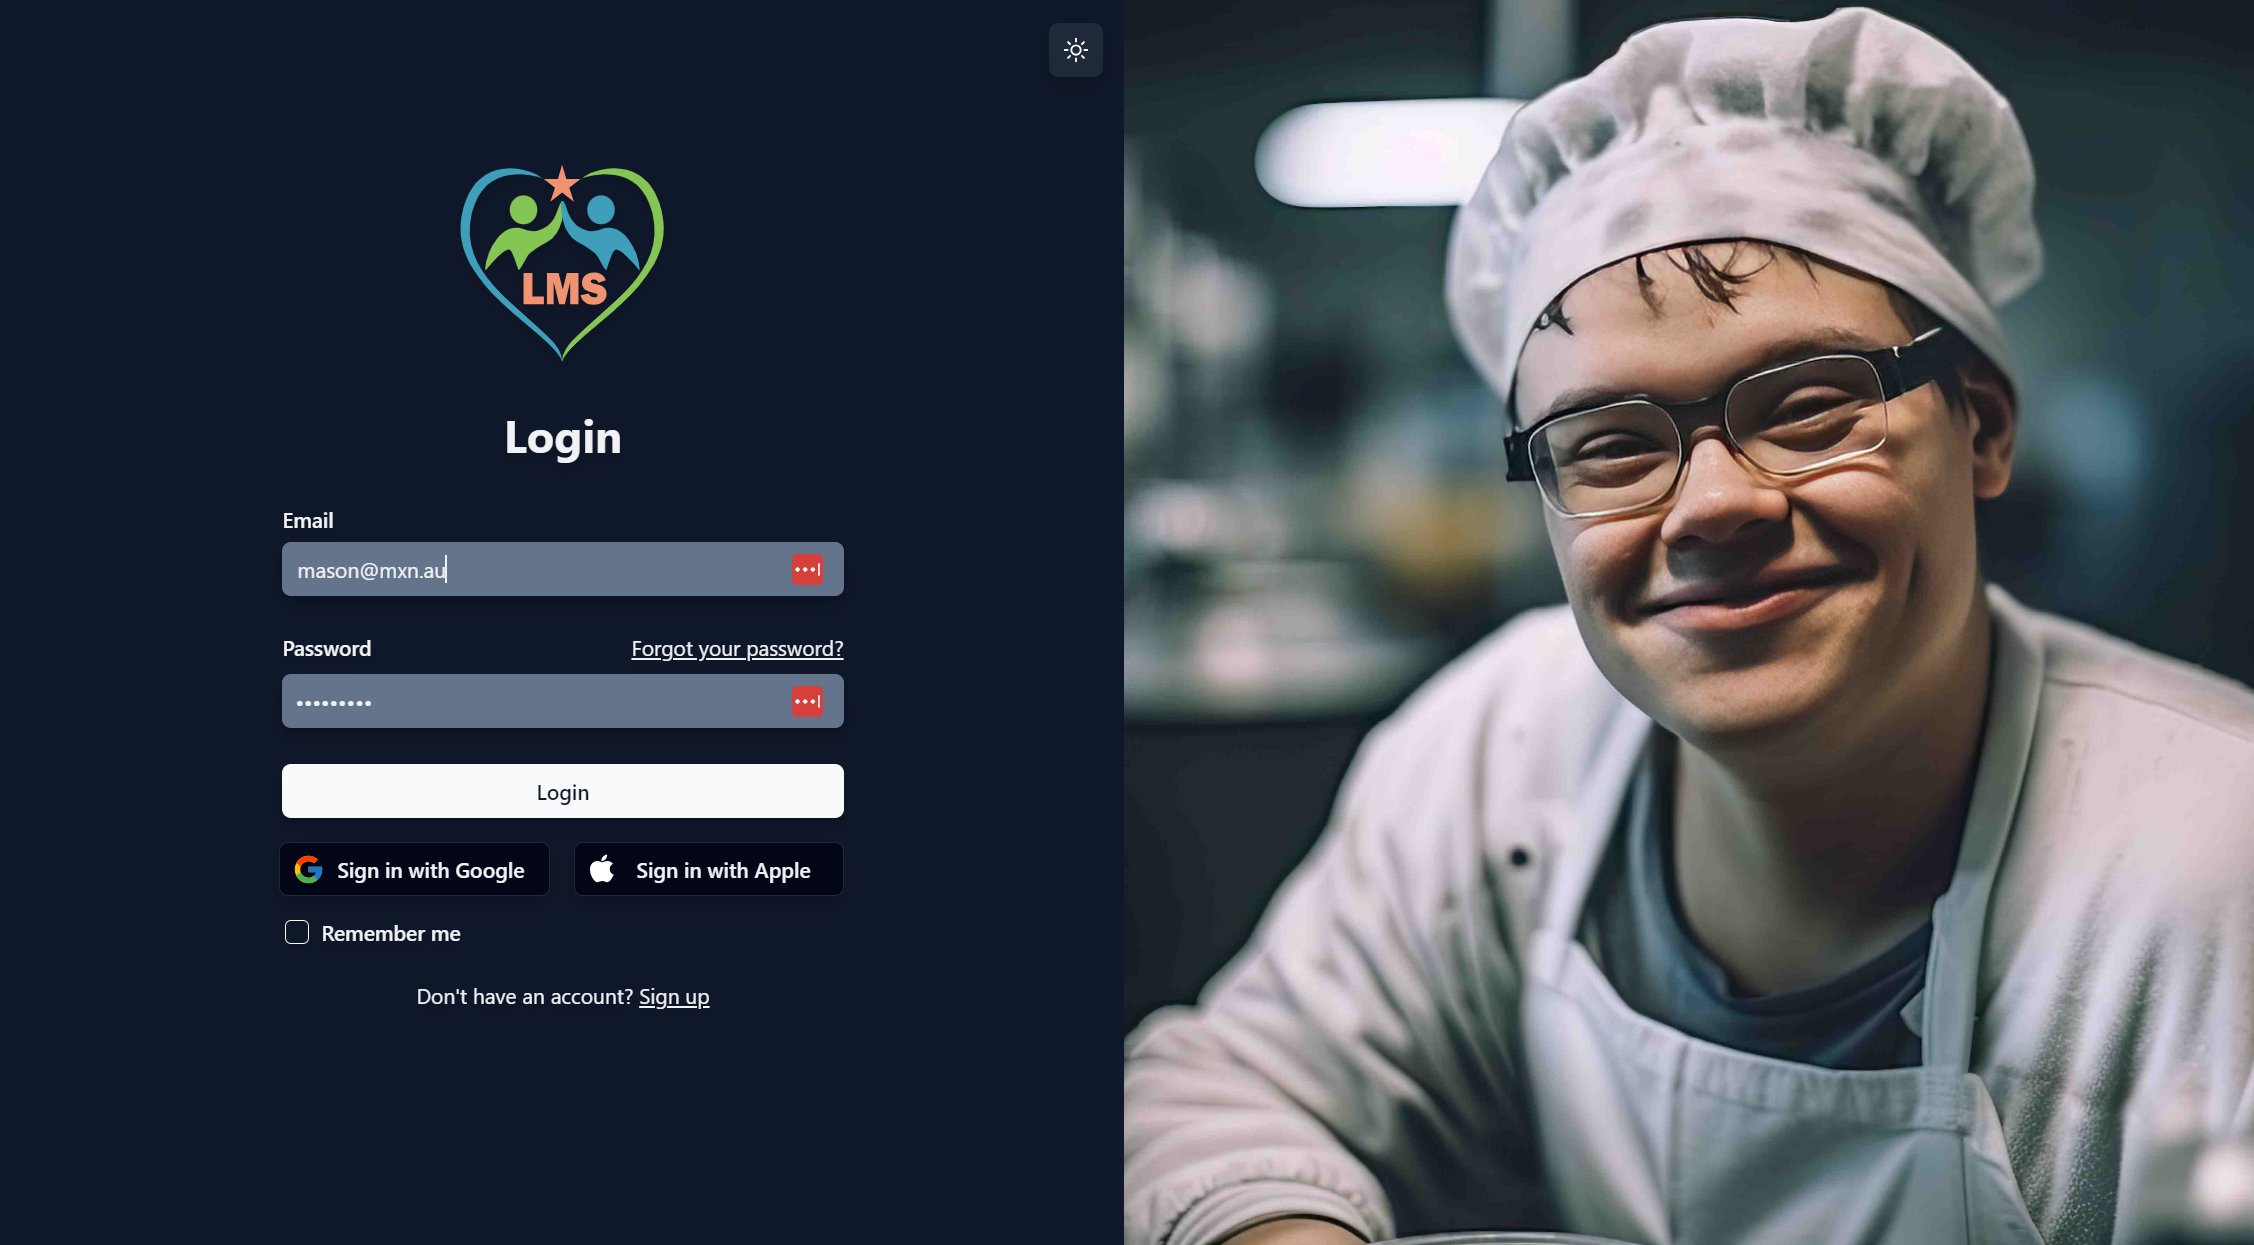 LMS
Login
Email
mason@mxn.au
Password
Forgot your password?
•••••••••
Login
Sign in with Google
Sign in with Apple
Remember me
Don't have an account? Sign up